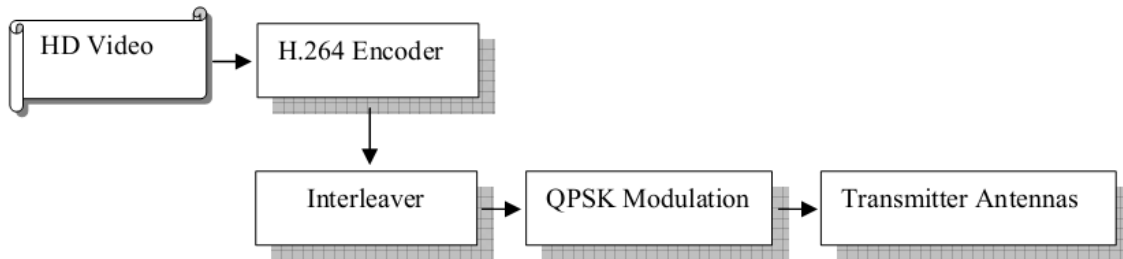 HD Video
H.264 Encoder
Interleaver
QPSK Modulation
Transmitter Antennas